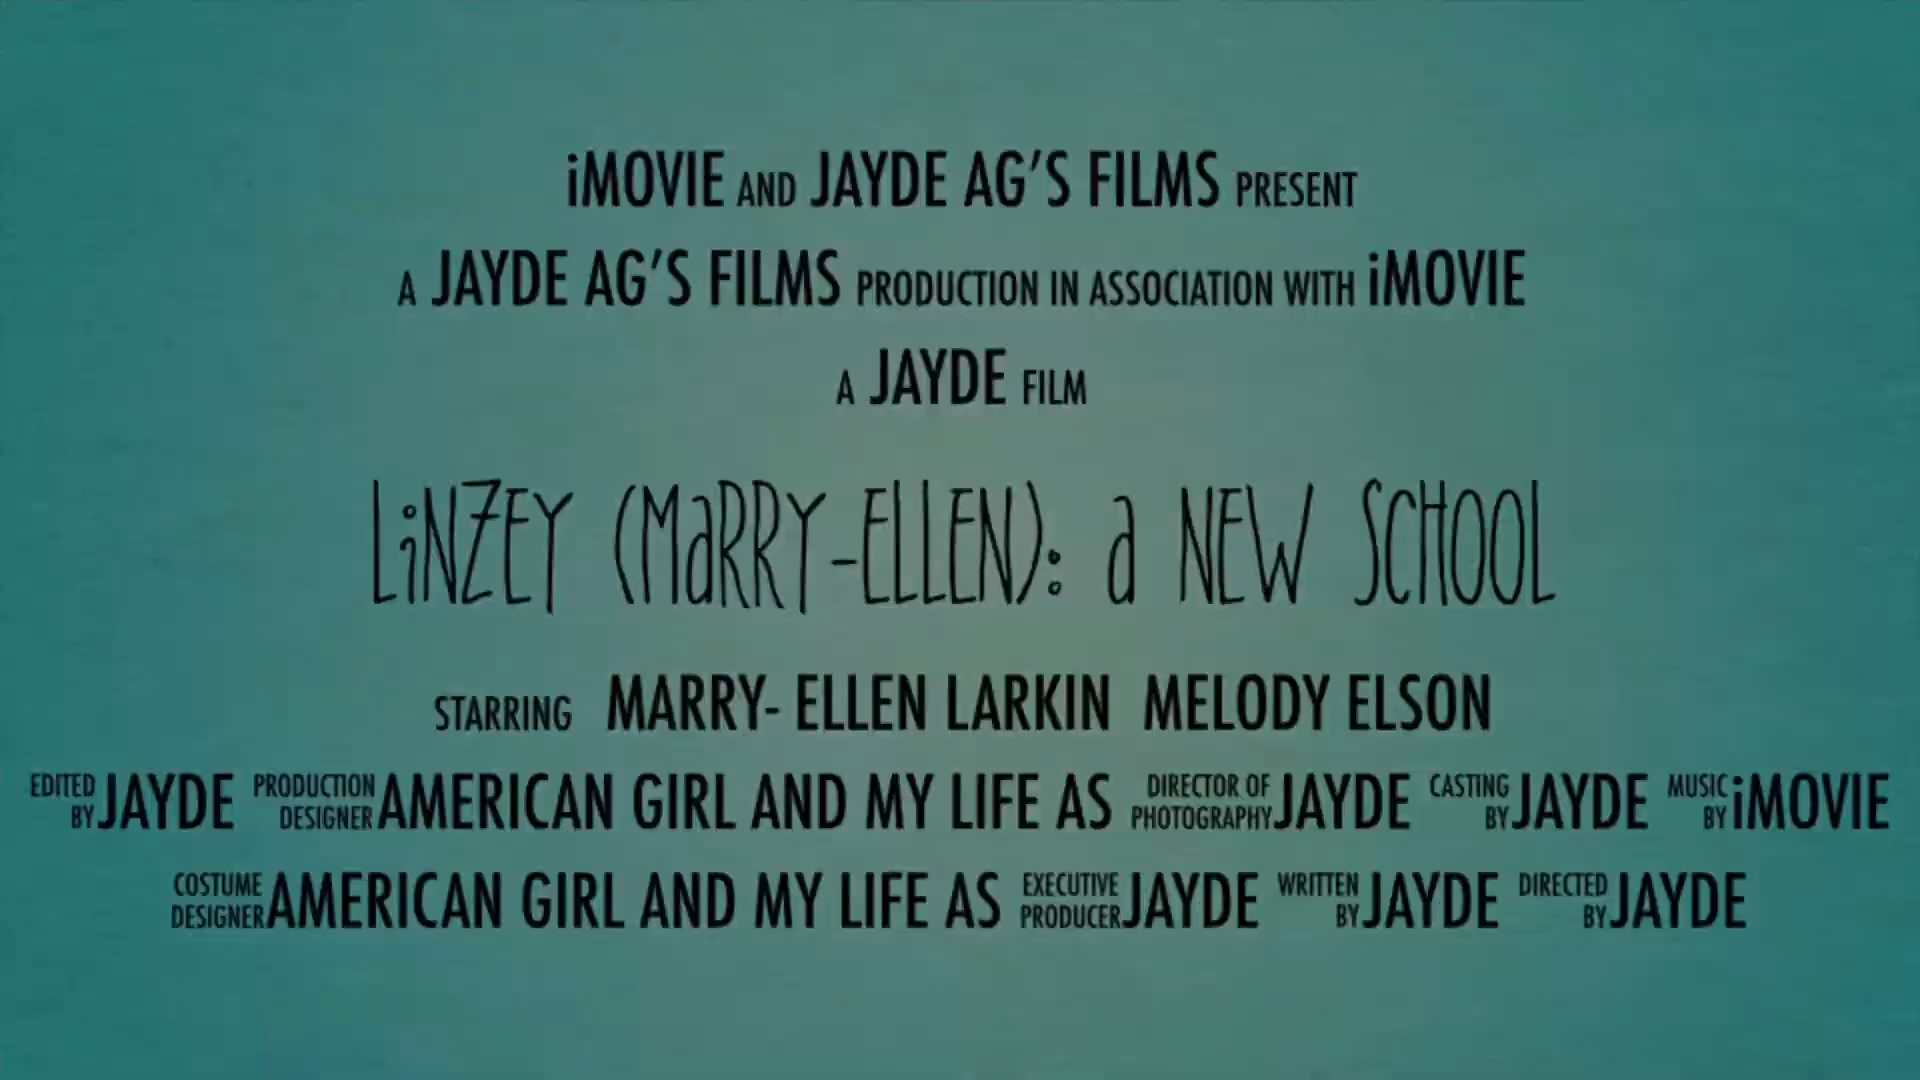 iMOVIE AND JAYDE AG'S FILMS PRESENT
A JAYDE AG'S FILMS PRODUCTION IN ASSOCIATION WITH iMOVIE
A JAYDE FILM
LiNZEY (MaRRY-ELLEN): a NEW SCHOOL
STARRING MARRY- ELLEN LARKIN MELODY ELSON
EDITED BY JAYDE PRODUCTION DESIGNER AMERICAN GIRL AND MY LIFE AS DIRECTOR OF PHOTOGRAPHY JAYDE CASTING BY JAYDE MUSIC BY iMOVIE
COSTUME DESIGNER AMERICAN GIRL AND MY LIFE AS EXECUTIVE PRODUCER JAYDE WRITTEN BY JAYDE DIRECTED BY JAYDE